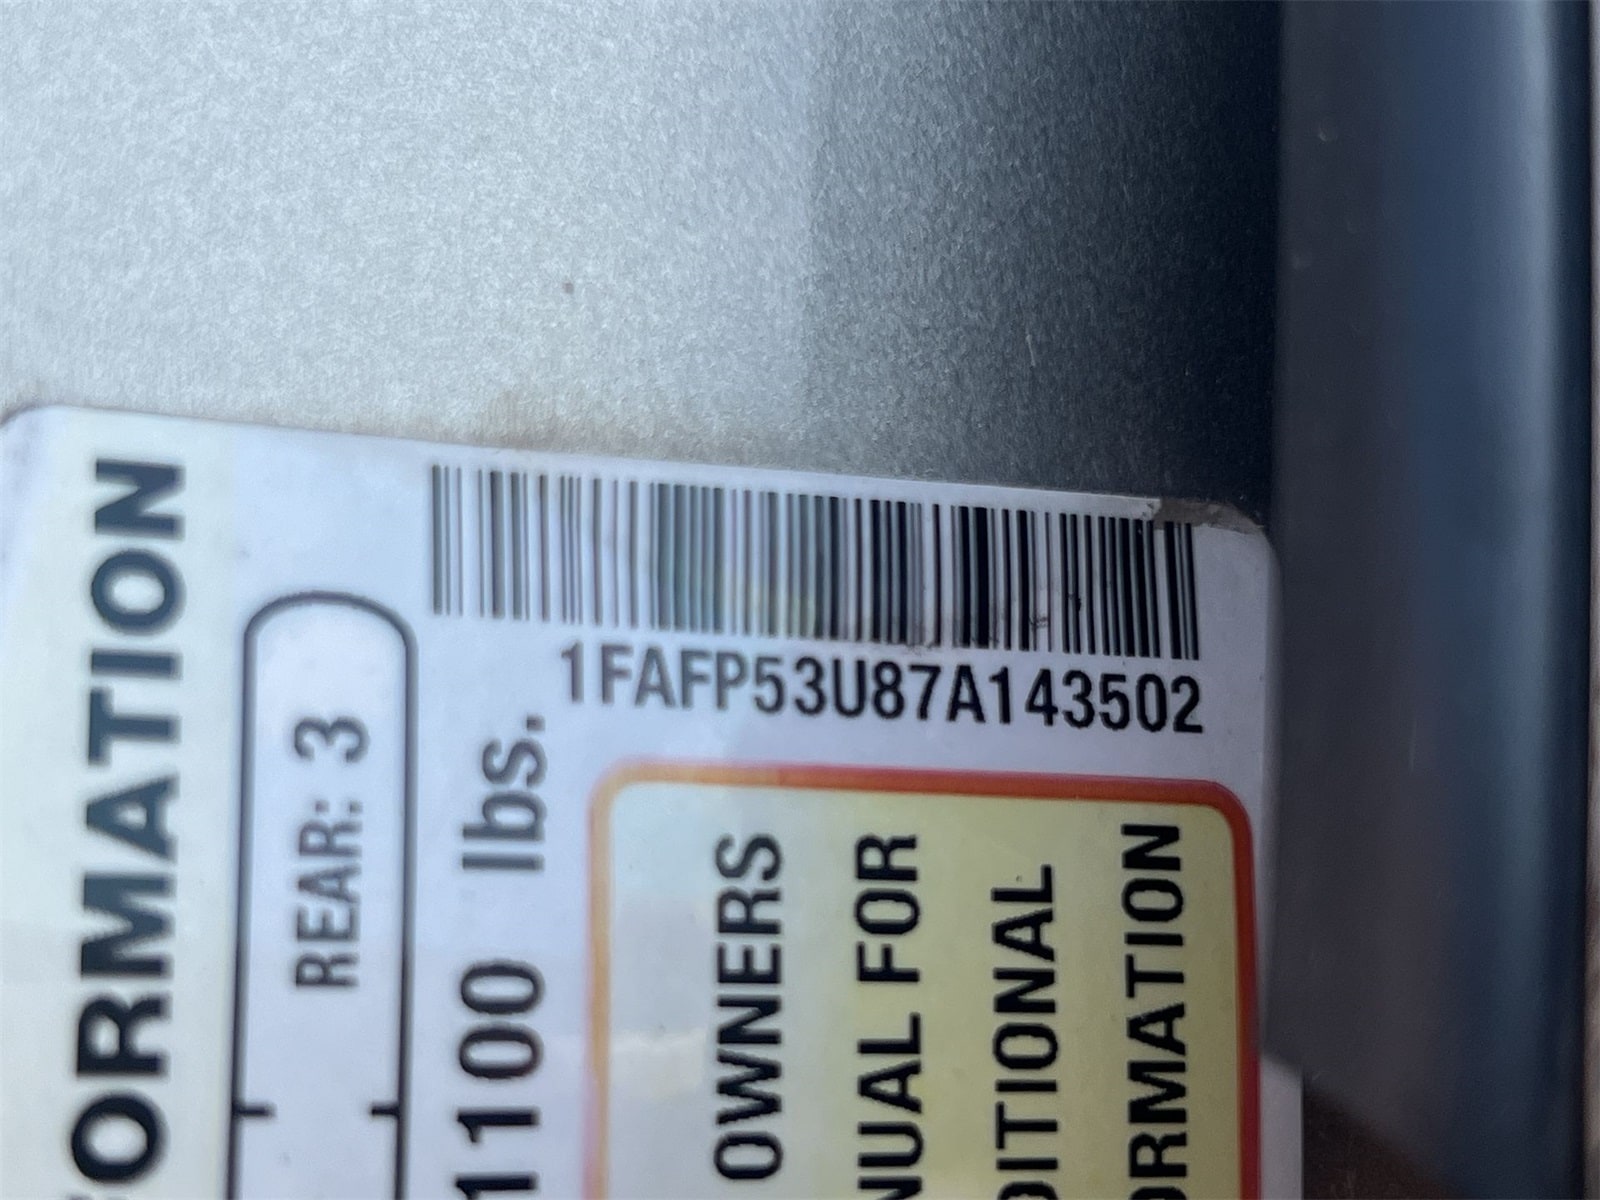 1FAFP53U87A143502
ORMATION
REAR: 3
1100 lbs.
OWNERS
NUAL FOR
DITIONAL
ORMATION